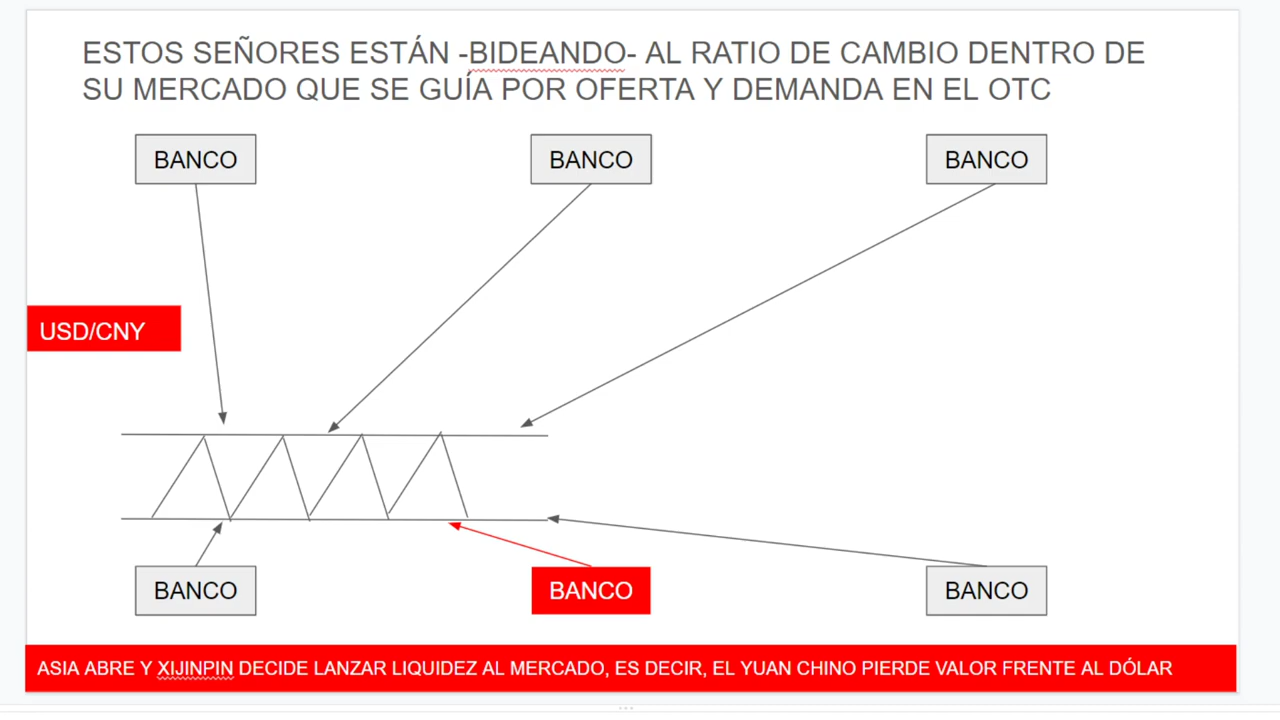 ESTOS SEÑORES ESTÁN -BIDEANDO- AL RATIO DE CAMBIO DENTRO DE
SU MERCADO QUE SE GUÍA POR OFERTA Y DEMANDA EN EL OTC
BANCO
BANCO
BANCO
USD/CNY
BANCO
BANCO
BANCO
ASIA ABRE Y XIJINPIN DECIDE LANZAR LIQUIDEZ AL MERCADO, ES DECIR, EL YUAN CHINO PIERDE VALOR FRENTE AL DÓLAR